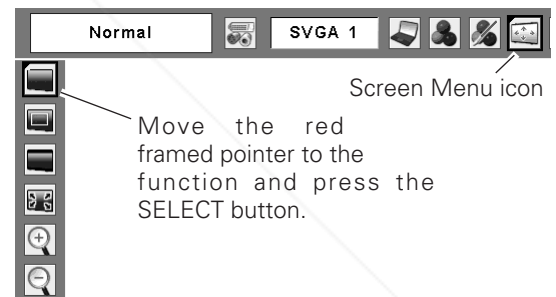 Normal SVGA 1
Screen Menu icon
Move the red
framed pointer to the
function and press the
SELECT button.